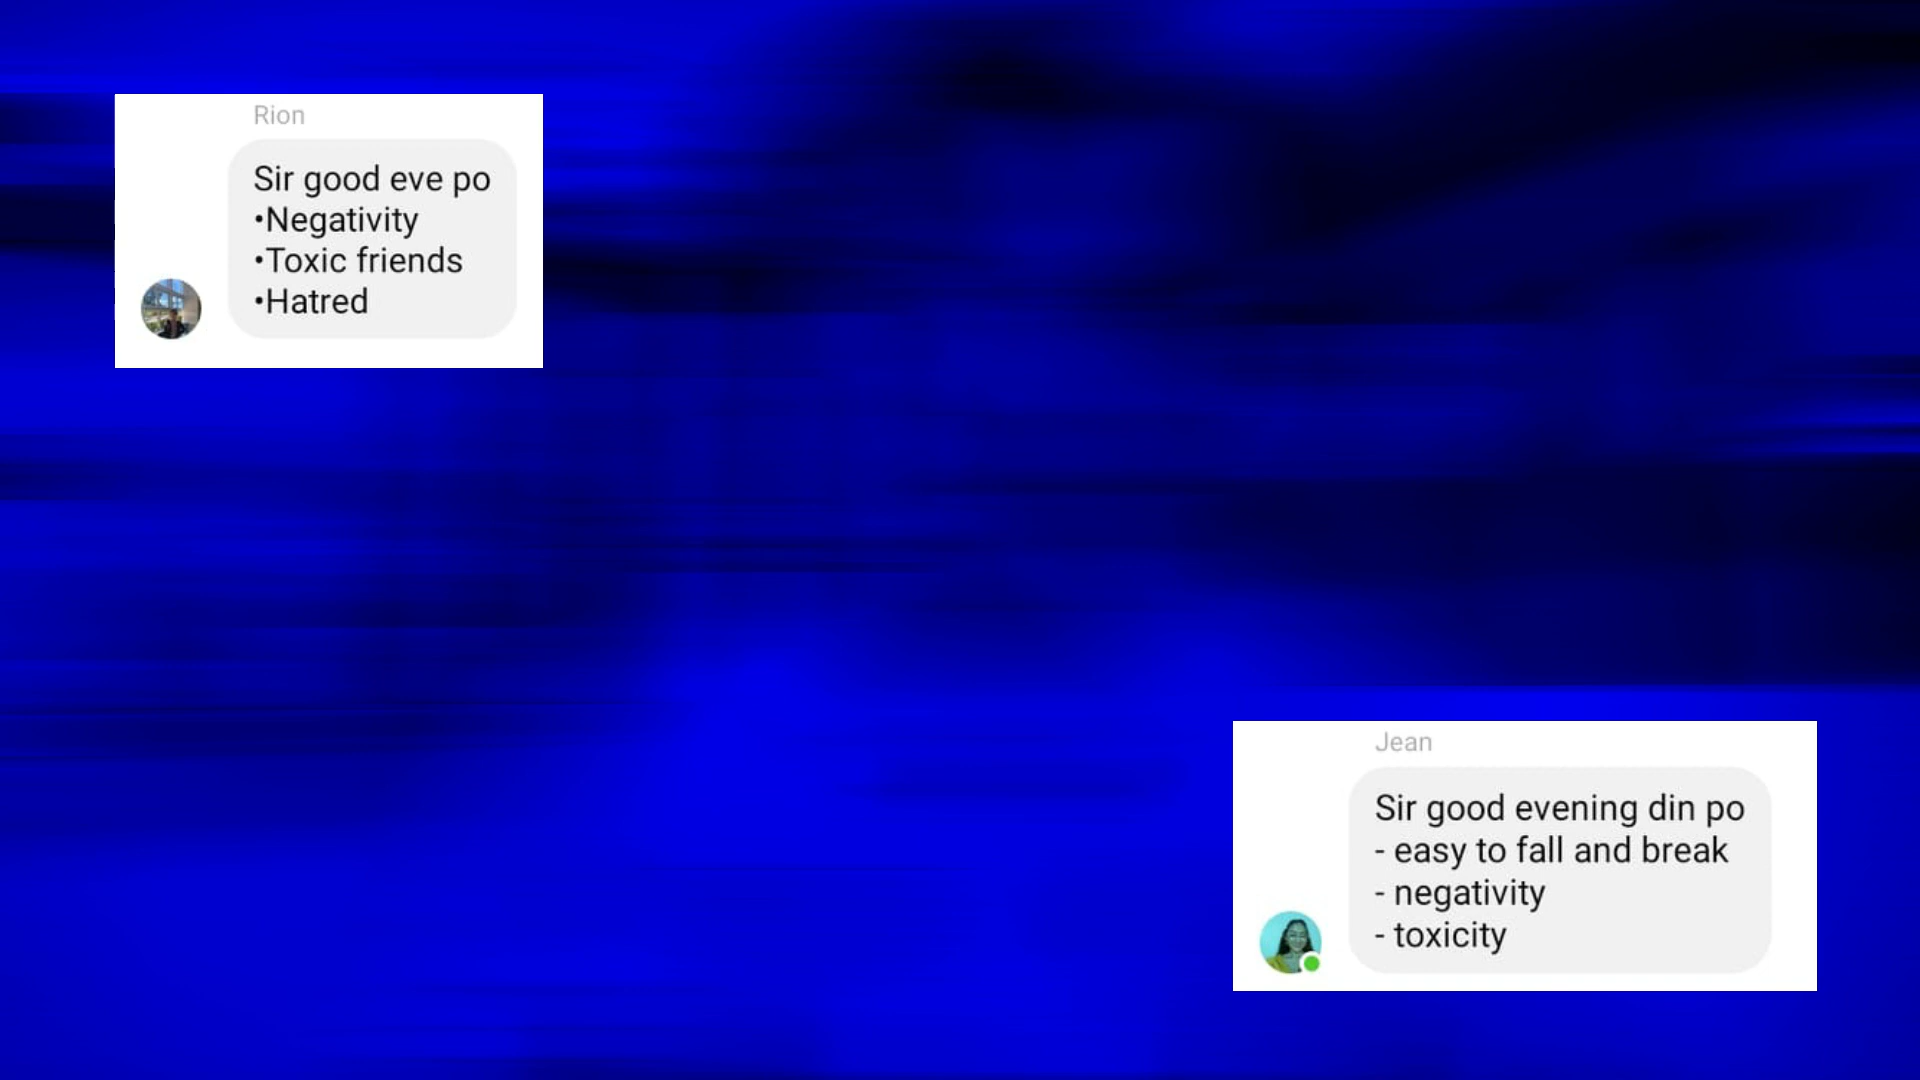 Rion
Sir good eve po
•Negativity
•Toxic friends
•Hatred
Jean
Sir good evening din po
- easy to fall and break
- negativity
- toxicity